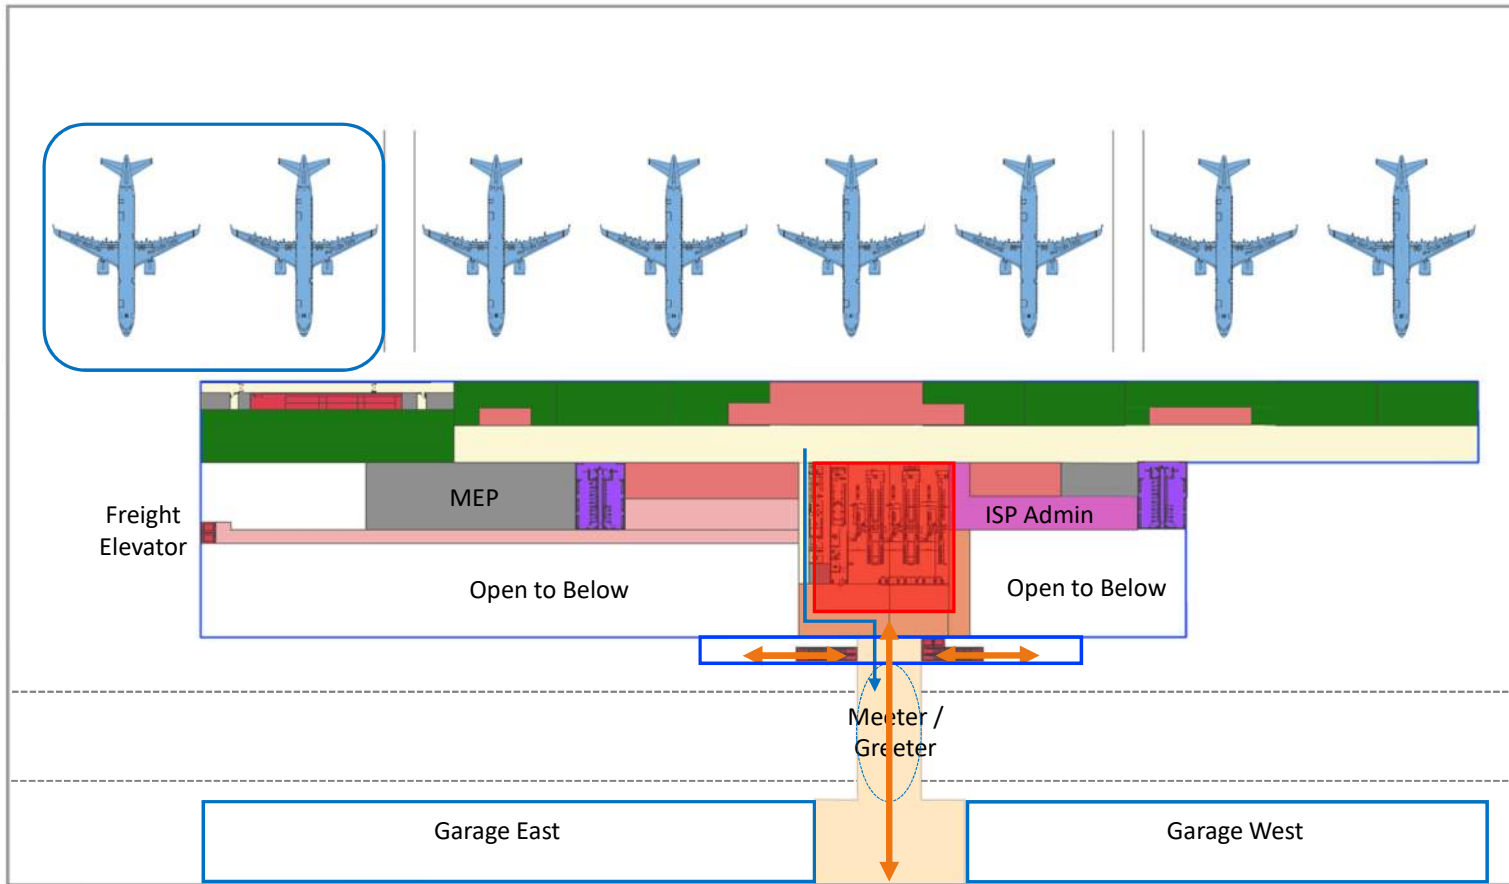 MEP
ISP Admin
Freight
Elevator
Open to Below
Open to Below
Meeter /
Greeter
Garage East
Garage West